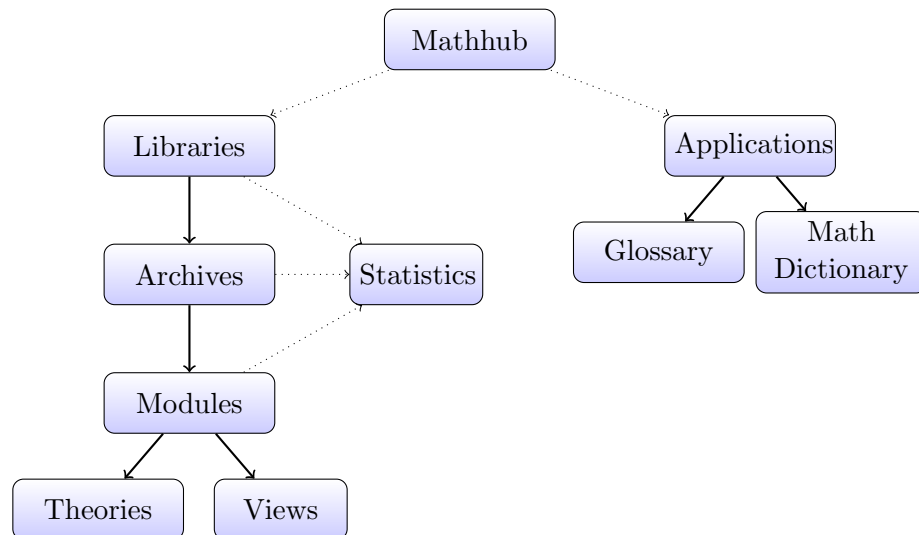 Mathhub
Libraries
Applications
Glossary
Math
Dictionary
Archives
Statistics
Modules
Theories
Views